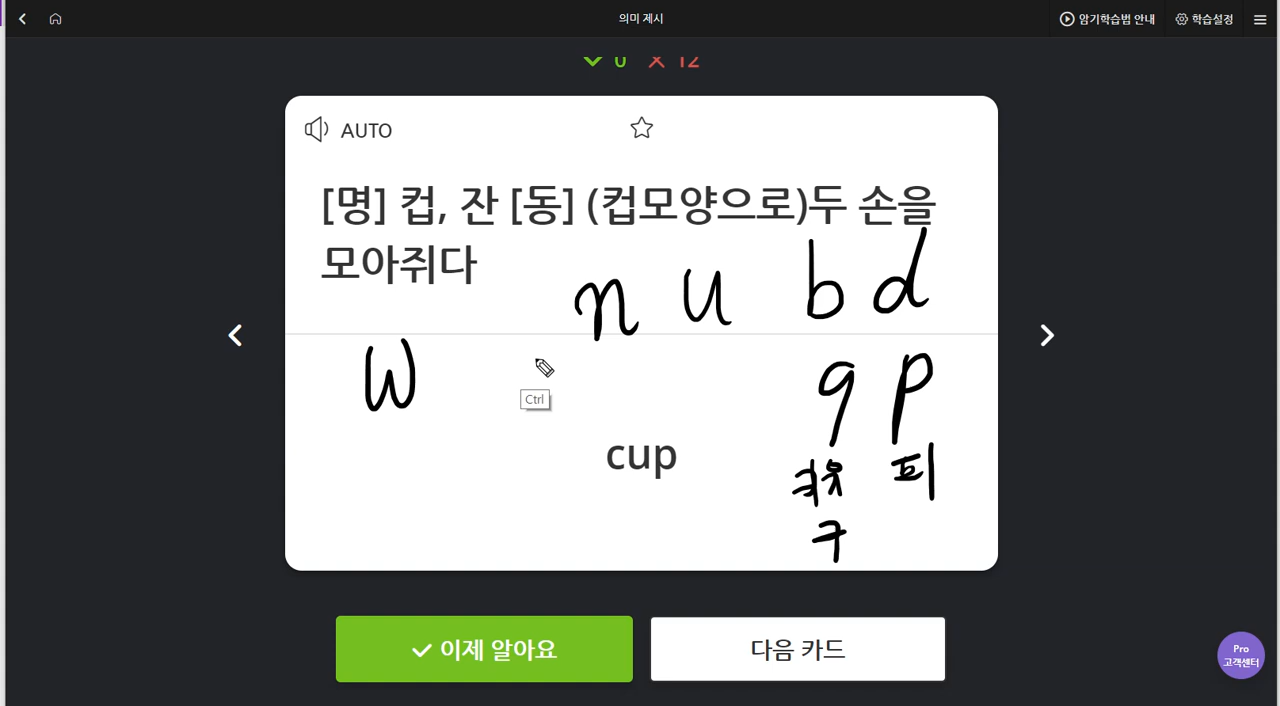 의미 제시
암기학습법 안내
학습설정
0 12
AUTO
[명] 컵, 잔 [동] (컵모양으로)두 손을
모아쥐다
n u b d
w
q p
Ctrl
cup
피
구
이제 알아요
다음 카드
Pro
고객센터